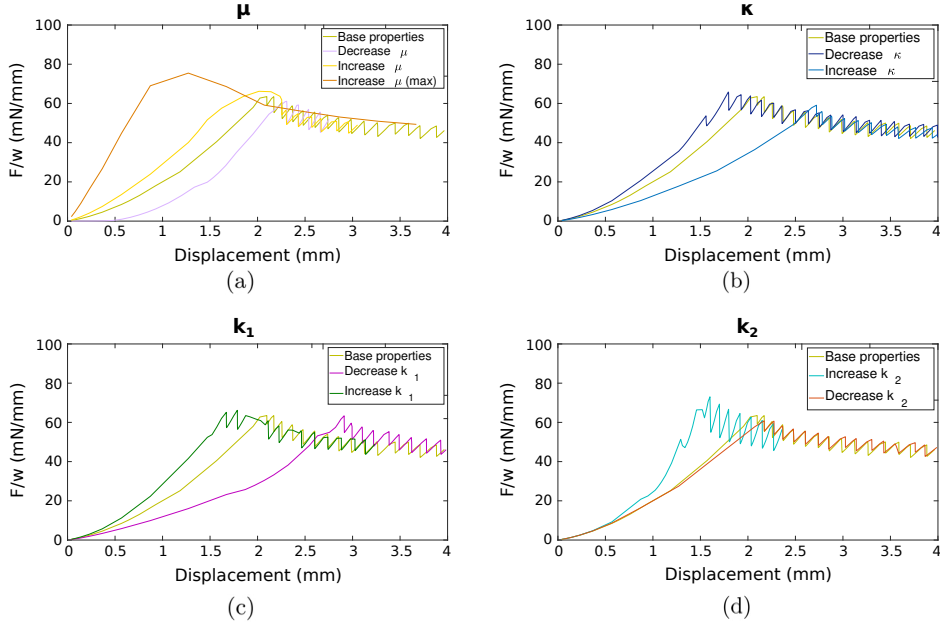 μ
F/w (mN/mm)
100
80
60
40
20
0
Base properties
Decrease μ
Increase μ
Increase μ (max)
0 0.5 1 1.5 2 2.5 3 3.5 4
Displacement (mm)
(a)
κ
F/w (mN/mm)
100
80
60
40
20
0
Base properties
Decrease κ
Increase κ
0 0.5 1 1.5 2 2.5 3 3.5 4
Displacement (mm)
(b)
k1
F/w (mN/mm)
100
80
60
40
20
0
Base properties
Decrease k 1
Increase k 1
0 0.5 1 1.5 2 2.5 3 3.5 4
Displacement (mm)
(c)
k2
F/w (mN/mm)
100
80
60
40
20
0
Base properties
Increase k 2
Decrease k 2
0 0.5 1 1.5 2 2.5 3 3.5 4
Displacement (mm)
(d)